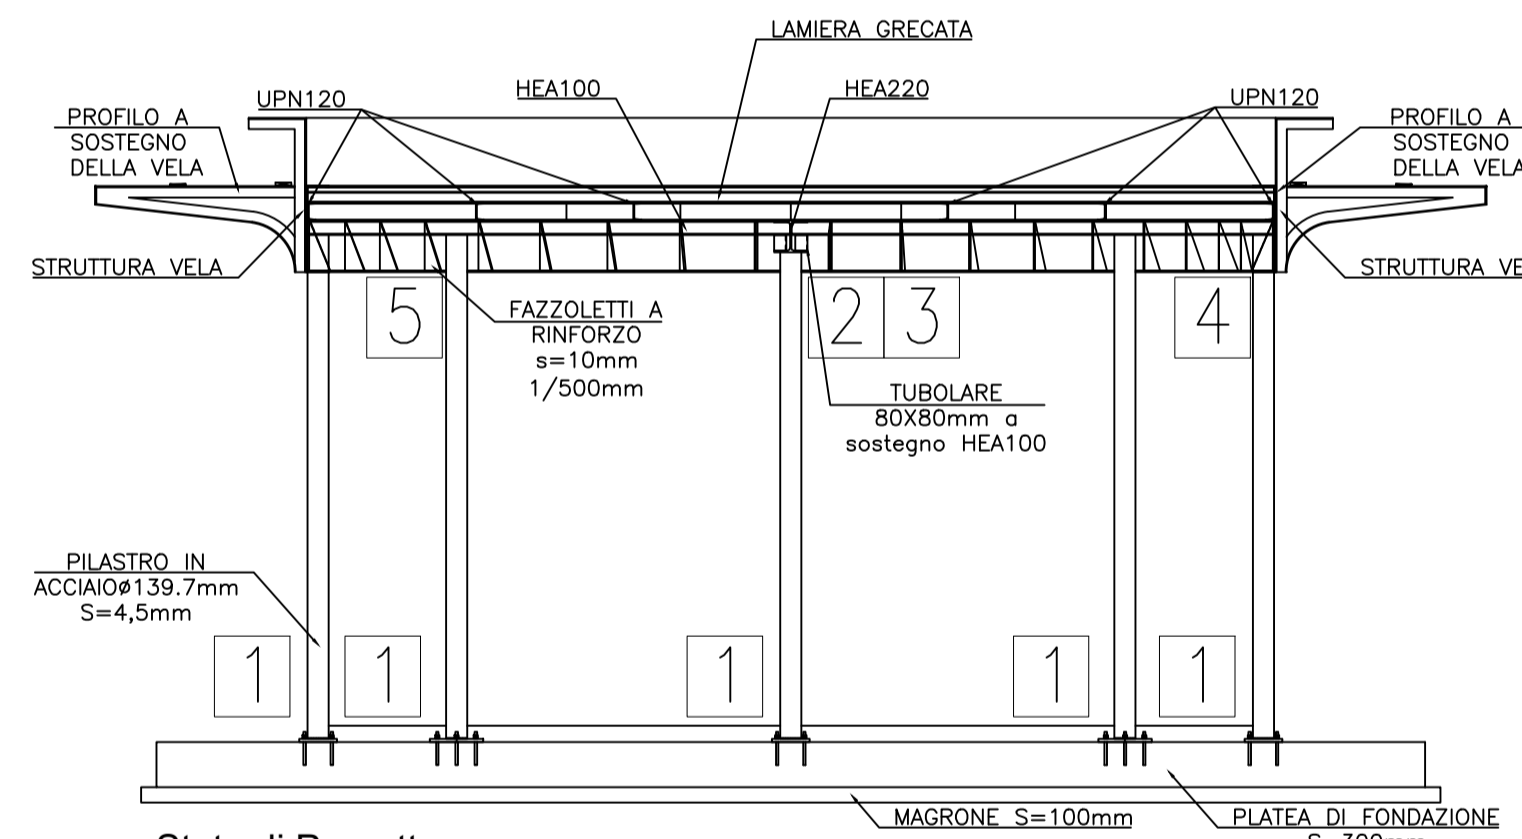 LAMIERA GRECATA
HEA100
HEA220
UPN120
UPN120
PROFILO A
SOSTEGNO
DELLA VELA
PROFILO A
SOSTEGNO
DELLA VELA
STRUTTURA VELA
STRUTTURA VE
5
2
3
4
FAZZOLETTI A
RINFORZO
s=10mm
1/500mm
TUBOLARE
80X80mm a
sostegno HEA100
PILASTRO IN
ACCIAIOø139.7mm
S=4,5mm
1
1
1
1
1
MAGRONE S=100mm
PLATEA DI FONDAZIONE